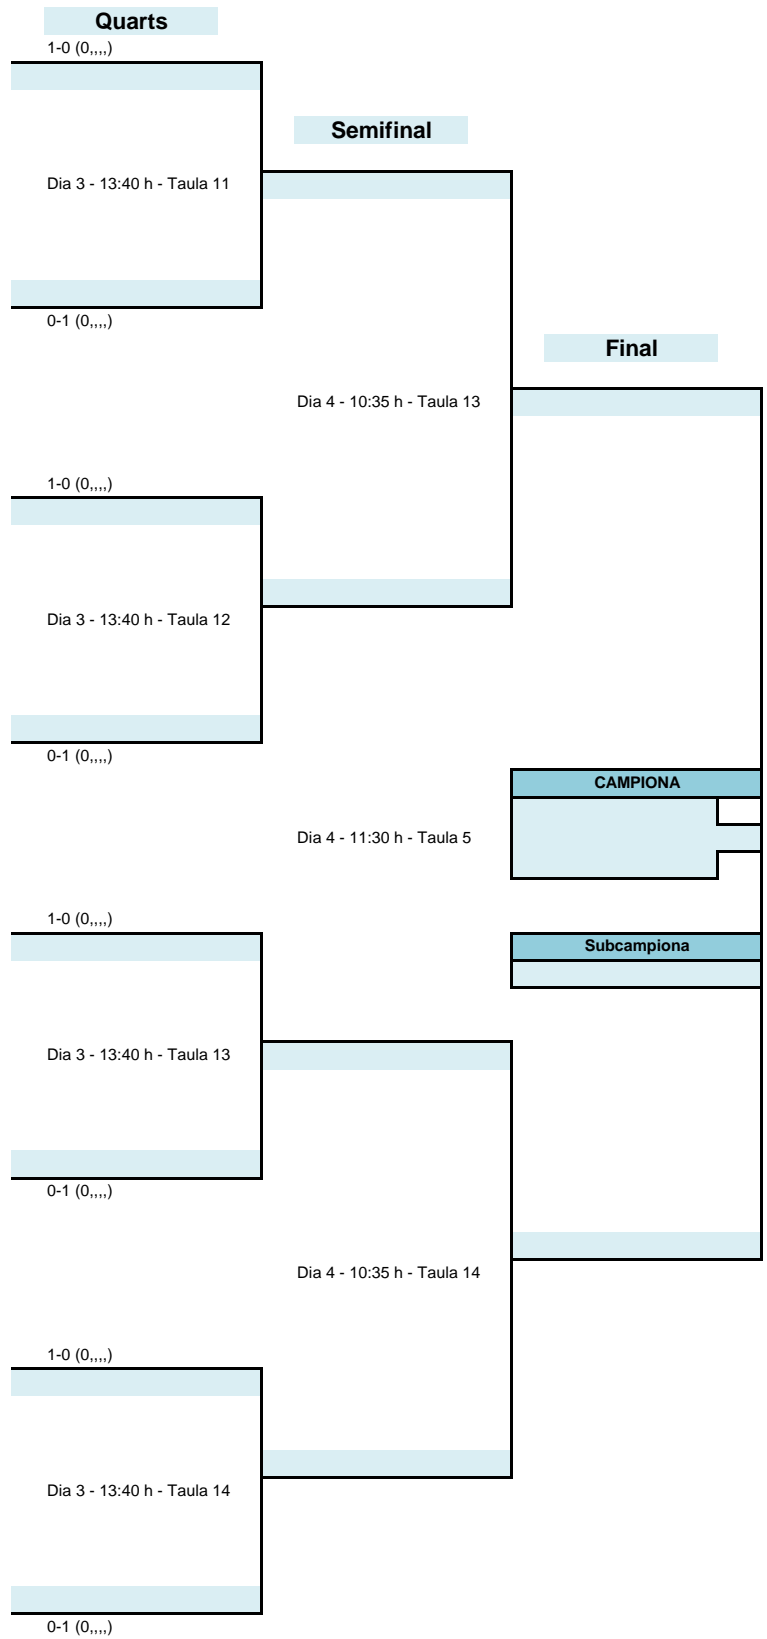 Quarts
1-0 (0,,,,)
Semifinal
Dia 3 - 13:40 h - Taula 11
0-1 (0,,,,)
Final
Dia 4 - 10:35 h - Taula 13
1-0 (0,,,,)
Dia 3 - 13:40 h - Taula 12
0-1 (0,,,,)
CAMPIONA
Dia 4 - 11:30 h - Taula 5
1-0 (0,,,,)
Subcampiona
Dia 3 - 13:40 h - Taula 13
0-1 (0,,,,)
Dia 4 - 10:35 h - Taula 14
1-0 (0,,,,)
Dia 3 - 13:40 h - Taula 14
0-1 (0,,,,)